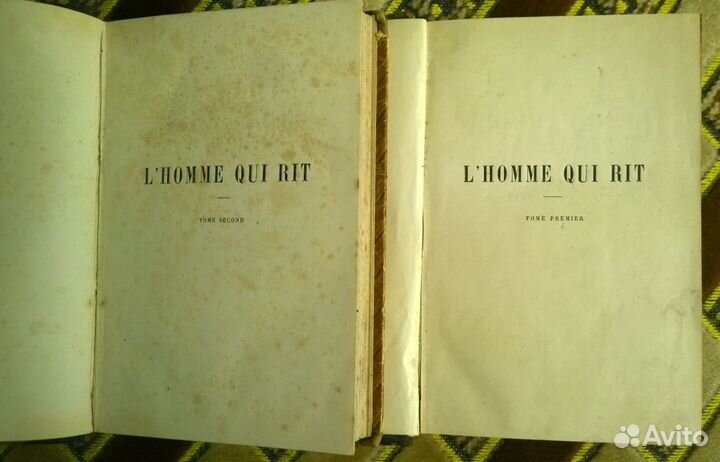 L'HOMME QUI RIT
TOME SECOND
L'HOMME QUI RIT
TOME PREMIER
Avito